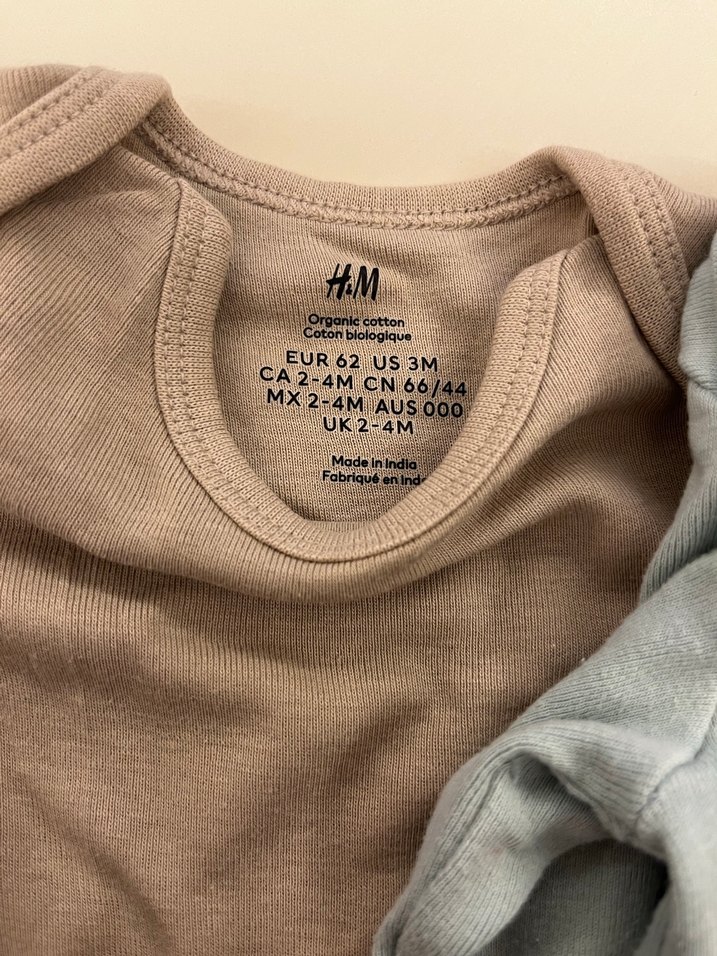 H&M
Organic cotton
Coton biologique
EUR 62 US 3M
CA 2-4M CN 66/44
MX 2-4M AUS 000
UK 2-4M
Made in India
Fabriqué en